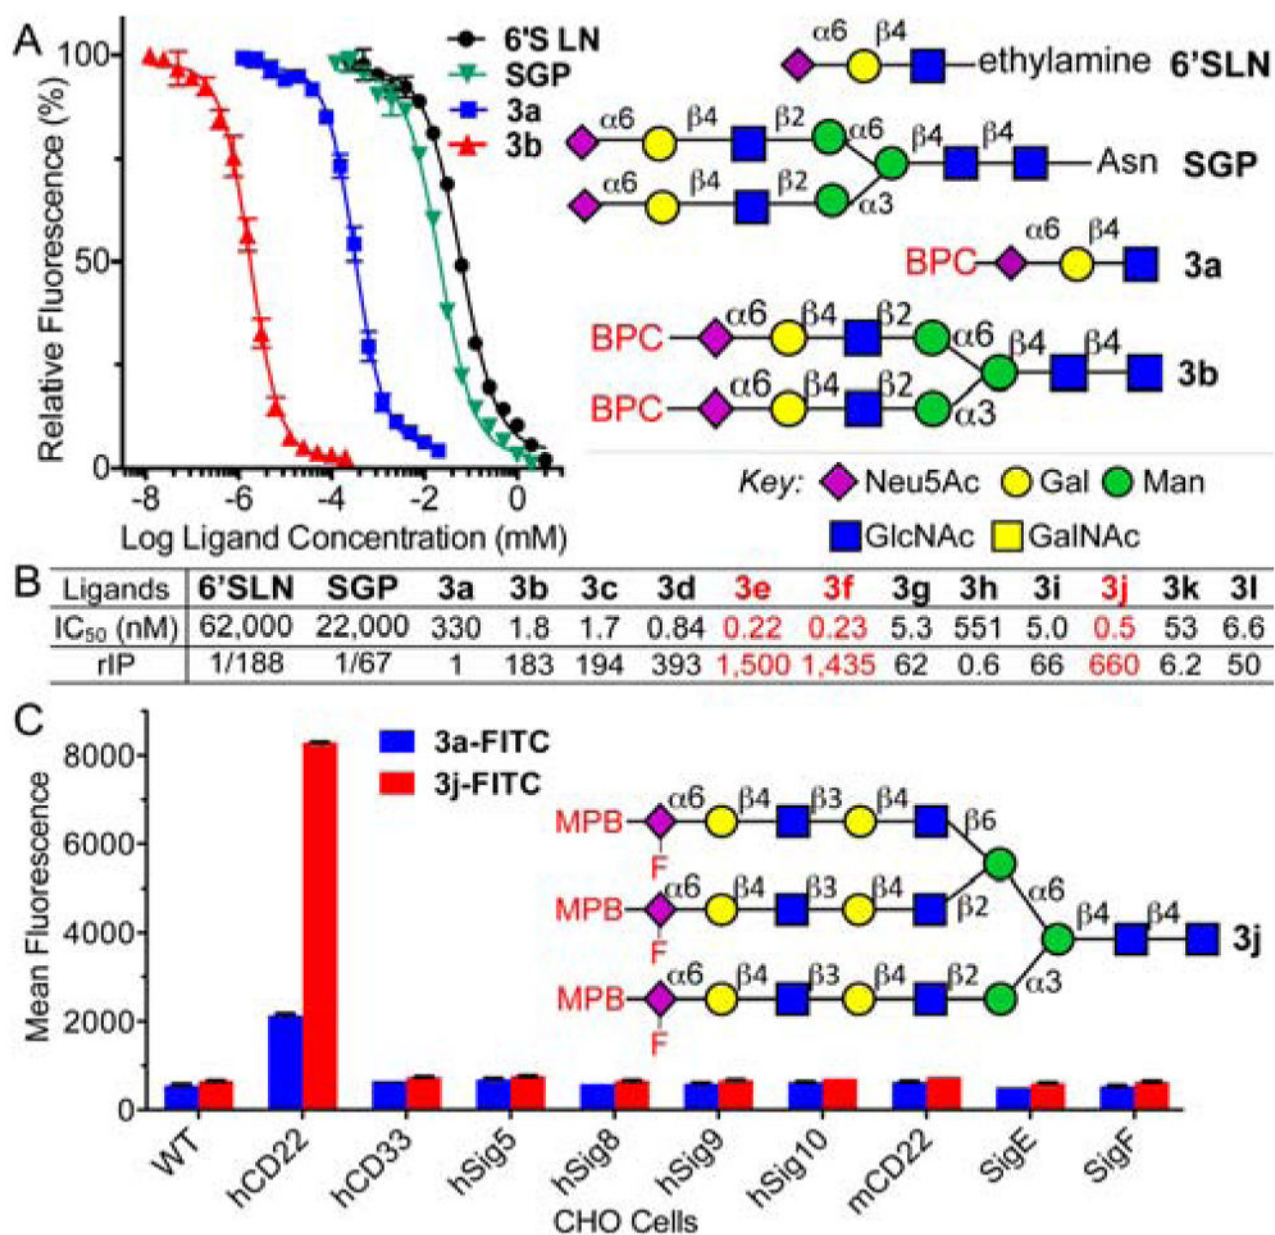 A
100
50
0
Relative Fluorescence (%)
-8 -6 -4 -2 0
Log Ligand Concentration (mM)
6'S LN
SGP
3a
3b
α6 β4
ethylamine 6'SLN
α6 β4 β2 α6 β4 β4
Asn SGP
α6 β4 β2 α3
α6 β4
BPC 3a
BPC α6 β4 β2 α6 β4 β4
3b
BPC α6 β4 β2 α3
Key: Neu5Ac Gal Man
GlcNAc GalNAc
B
Ligands 6'SLN SGP 3a 3b 3c 3d 3e 3f 3g 3h 3i 3j 3k 3l
IC50 (nM) 62,000 22,000 330 1.8 1.7 0.84 0.22 0.23 5.3 551 5.0 0.5 53 6.6
rIP 1/188 1/67 1 183 194 393 1,500 1,435 62 0.6 66 660 6.2 50
C
8000
6000
4000
2000
0
Mean Fluorescence
3a-FITC
3j-FITC
α6 β4 β3 β4 β6
MPB
F
α6 β4 β3 β4 β2 α6 β4 β4
MPB
F
3j
α6 β4 β3 β4 β2 α3
MPB
F
WT hCD22 hCD33 hSig5 hSig8 hSig9 hSig10 mCD22 SigE SigF
CHO Cells